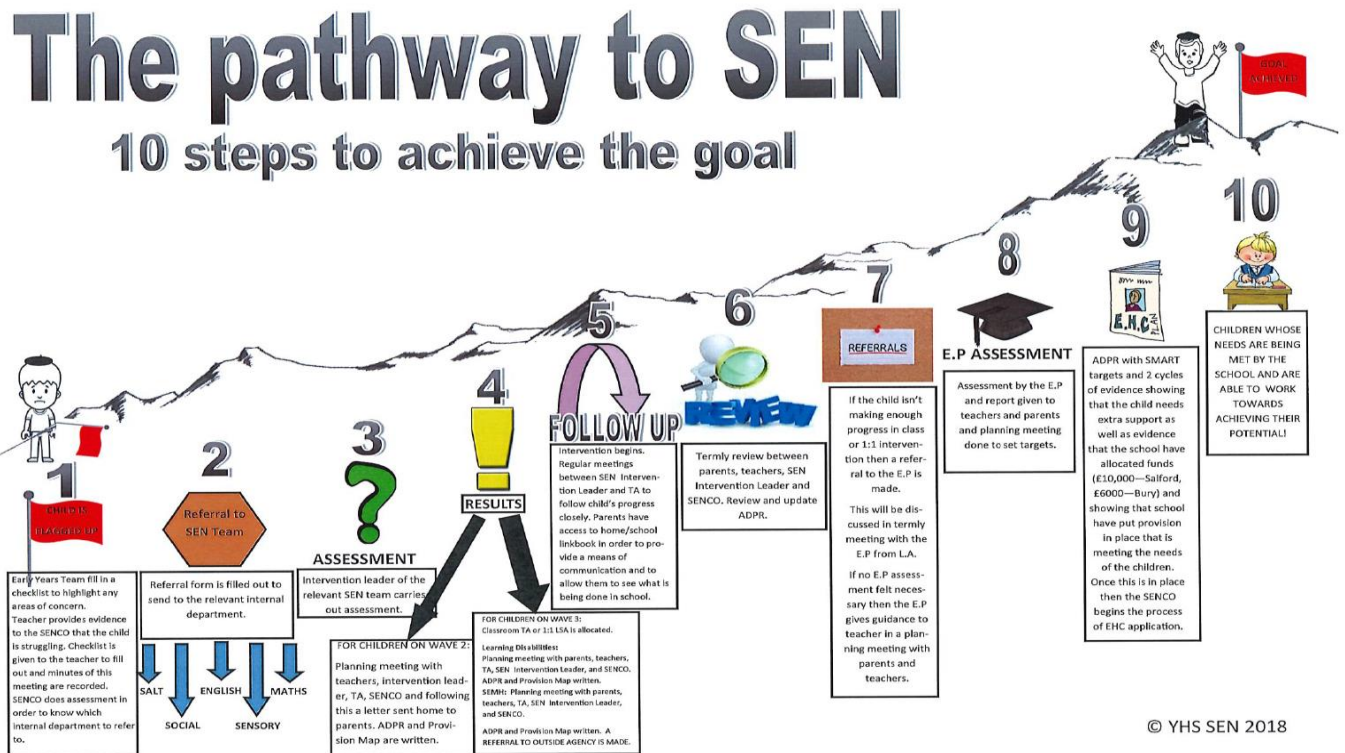 The pathway to SEN
10 steps to achieve the goal
1
CHILD IS
FLAGGED UP
Early Years Team fill in a
checklist to highlight any
areas of concern.
Teacher provides evidence
to the SENCO that the child
is struggling. Checklist is
given to the teacher to fill
out and minutes of this
meeting are recorded.
SENCO does assessment in
order to know which
internal department to refer
to.
2
Referral to
SEN Team
Referral form is filled out to
send to the relevant internal
department.
SALT
SOCIAL
ENGLISH
SENSORY
MATHS
3
ASSESSMENT
Intervention leader of the
relevant SEN team carries
out assessment.
4
RESULTS
FOR CHILDREN ON WAVE 2:
Planning meeting with
teachers, intervention lead-
er, TA, SENCO and following
this a letter sent home to
parents. ADPR and Provi-
sion Map are written.
FOR CHILDREN ON WAVE 3:
Classroom TA or 1:1 LSA is allocated.
Learning Disabilities:
Planning meeting with parents, teachers,
TA, SEN Intervention Leader, and SENCO.
ADPR and Provision Map written.
SEMH: Planning meeting with parents,
teachers, TA, SEN Intervention Leader,
and SENCO.
ADPR and Provision Map written. A
REFERRAL TO OUTSIDE AGENCY IS MADE.
5
FOLLOW UP
Intervention begins.
Regular meetings
between SEN Interven-
tion Leader and TA to
follow child's progress
closely. Parents have
access to home/school
linkbook in order to pro-
vide a means of
communication and to
allow them to see what is
being done in school.
6
REVIEW
Termly review between
parents, teachers, SEN
Intervention Leader and
SENCO. Review and update
ADPR.
7
REFERRALS
If the child isn't
making enough
progress in class
or 1:1 interven-
tion then a refer-
ral to the E.P is
made.
This will be dis-
cussed in termly
meeting with the
E.P from L.A.
If no E.P assess-
ment felt neces-
sary then the E.P
gives guidance to
teacher in a plan-
ning meeting with
parents and
teachers.
8
E.P ASSESSMENT
Assessment by the E.P
and report given to
teachers and parents
and planning meeting
done to set targets.
9
E.H.C
PLAN
ADPR with SMART
targets and 2 cycles
of evidence showing
that the child needs
extra support as
well as evidence
that the school have
allocated funds
(£10,000—Salford,
£6000—Bury) and
showing that school
have put provision
in place that is
meeting the needs
of the children.
Once this is in place
then the SENCO
begins the process
of EHC application.
10
GOAL
ACHIEVED
CHILDREN WHOSE
NEEDS ARE BEING
MET BY THE
SCHOOL AND ARE
ABLE TO WORK
TOWARDS
ACHIEVING THEIR
POTENTIAL!
© YHS SEN 2018